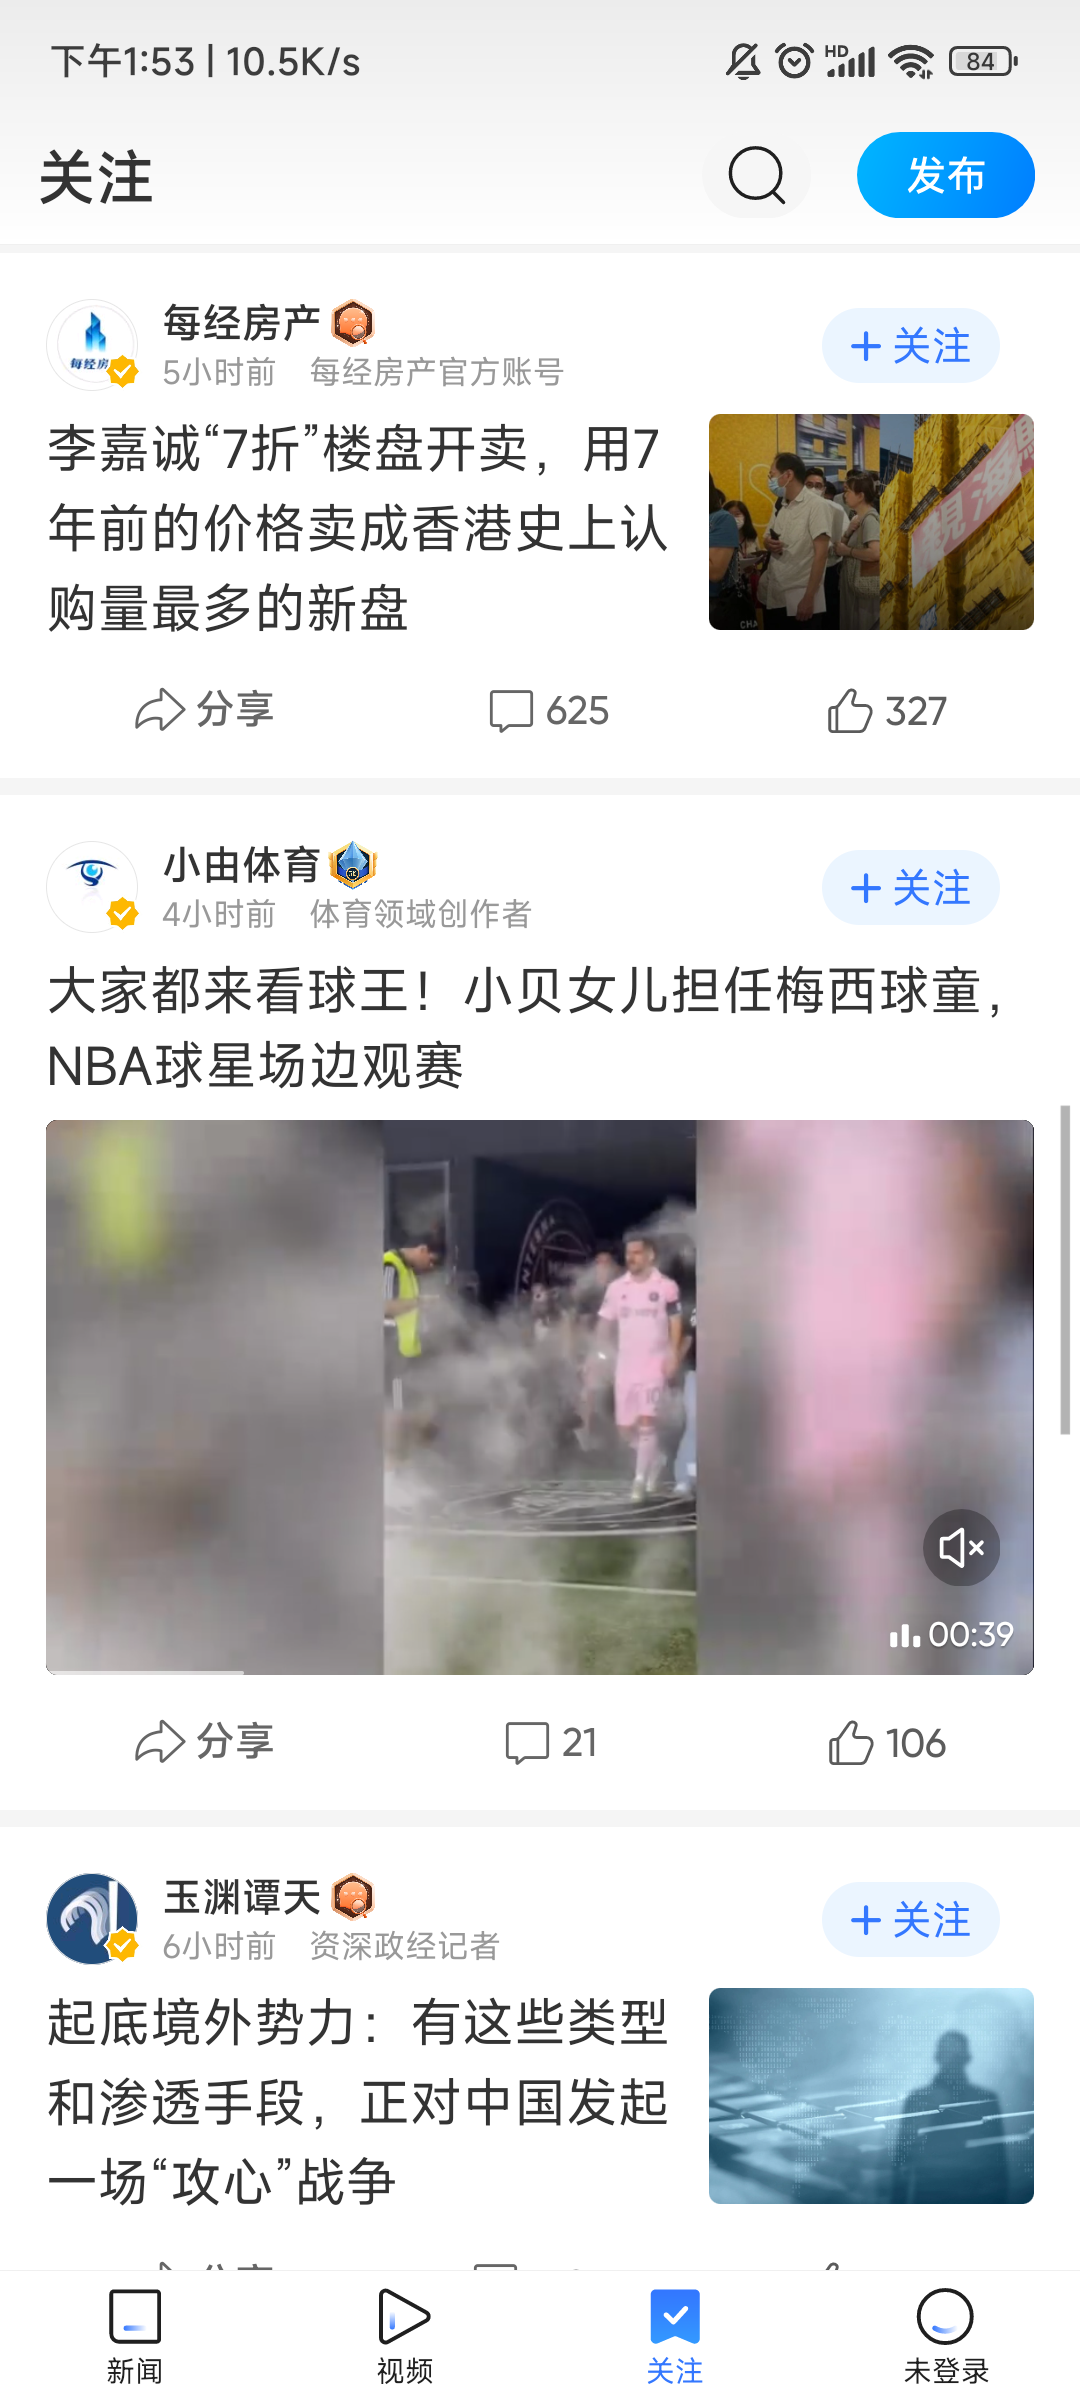 下午1:53 | 10.5K/s
HD
84
关注
发布
每经房
每经房产
5小时前 每经房产官方账号
+ 关注
李嘉诚“7折”楼盘开卖，用7
年前的价格卖成香港史上认
购量最多的新盘
分享
625
327
小由体育
4小时前 体育领域创作者
+ 关注
大家都来看球王！小贝女儿担任梅西球童，
NBA球星场边观赛
10
00:39
分享
21
106
玉渊谭天
6小时前 资深政经记者
+ 关注
起底境外势力：有这些类型
和渗透手段，正对中国发起
一场“攻心”战争
分享
新闻
视频
关注
未登录